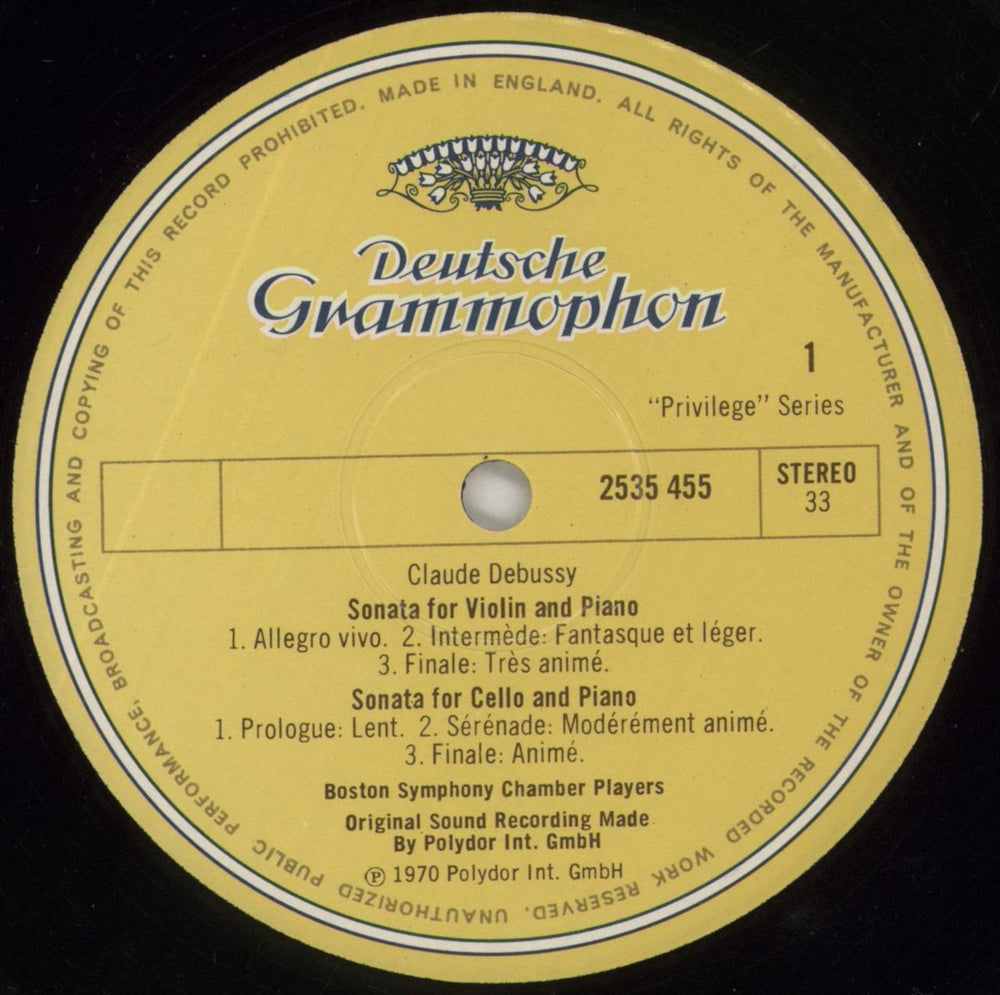 MADE IN ENGLAND. ALL RIGHTS OF THE MANUFACTURER AND OF THE OWNER OF THE RECORDED WORK RESERVED. UNAUTHORIZED PUBLIC PERFORMANCE, BROADCASTING AND COPYING OF THIS RECORD PROHIBITED.
Deutsche
Grammophon
1
“Privilege” Series
2535 455
STEREO
33
Claude Debussy
Sonata for Violin and Piano
1. Allegro vivo. 2. Intermède: Fantasque et léger.
3. Finale: Très animé.
Sonata for Cello and Piano
1. Prologue: Lent. 2. Sérénade: Modérément animé.
3. Finale: Animé.
Boston Symphony Chamber Players
Original Sound Recording Made
By Polydor Int. GmbH
℗ 1970 Polydor Int. GmbH